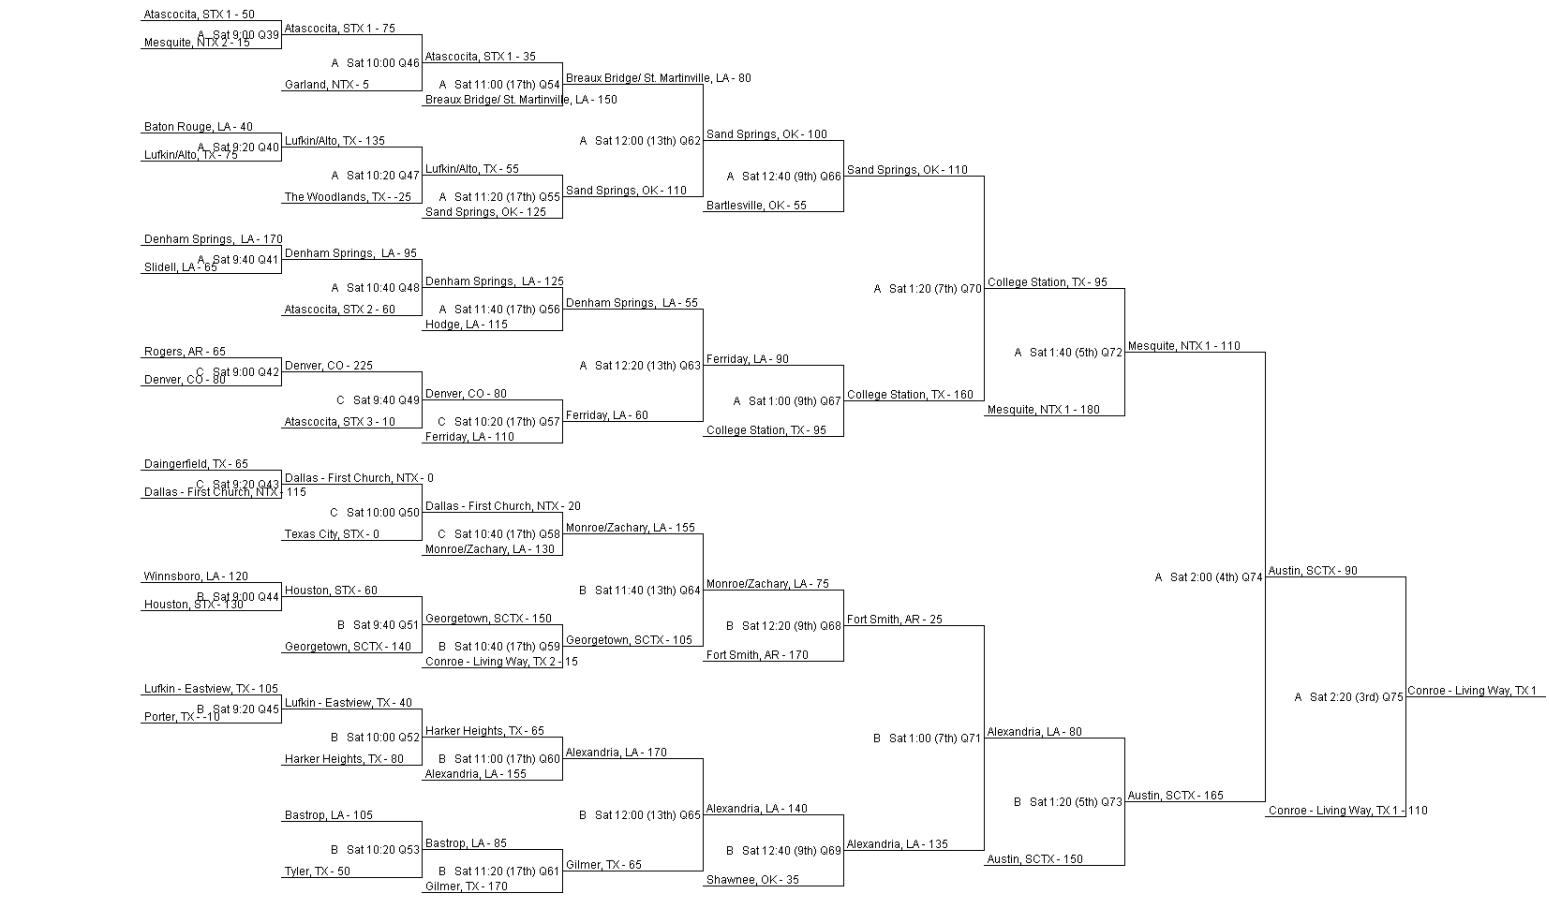 Atascocita, STX 1 - 50
A Sat 9:00 Q39
Mesquite, NTX 2 - 15
Atascocita, STX 1 - 75
A Sat 10:00 Q46
Garland, NTX - 5
Atascocita, STX 1 - 35
A Sat 11:00 (17th) Q54
Breaux Bridge/ St. Martinville, LA - 150
Breaux Bridge/ St. Martinville, LA - 80
Baton Rouge, LA - 40
A Sat 9:20 Q40
Lufkin/Alto, TX - 75
Lufkin/Alto, TX - 135
A Sat 10:20 Q47
The Woodlands, TX - -25
Lufkin/Alto, TX - 55
A Sat 11:20 (17th) Q55
Sand Springs, OK - 125
Sand Springs, OK - 110
A Sat 12:00 (13th) Q62
Sand Springs, OK - 100
A Sat 12:40 (9th) Q66
Bartlesville, OK - 55
Sand Springs, OK - 110
Denham Springs, LA - 170
A Sat 9:40 Q41
Slidell, LA - 65
Denham Springs, LA - 95
A Sat 10:40 Q48
Atascocita, STX 2 - 60
Denham Springs, LA - 125
A Sat 11:40 (17th) Q56
Hodge, LA - 115
Denham Springs, LA - 55
Rogers, AR - 65
C Sat 9:00 Q42
Denver, CO - 80
Denver, CO - 225
C Sat 9:40 Q49
Atascocita, STX 3 - 10
Denver, CO - 80
C Sat 10:20 (17th) Q57
Ferriday, LA - 110
Ferriday, LA - 60
A Sat 12:20 (13th) Q63
Ferriday, LA - 90
A Sat 1:00 (9th) Q67
College Station, TX - 95
College Station, TX - 160
A Sat 1:20 (7th) Q70
College Station, TX - 95
A Sat 1:40 (5th) Q72
Mesquite, NTX 1 - 180
Mesquite, NTX 1 - 110
Daingerfield, TX - 65
C Sat 9:20 Q43
Dallas - First Church, NTX - 115
Dallas - First Church, NTX - 0
C Sat 10:00 Q50
Texas City, STX - 0
Dallas - First Church, NTX - 20
C Sat 10:40 (17th) Q58
Monroe/Zachary, LA - 130
Monroe/Zachary, LA - 155
Winnsboro, LA - 120
B Sat 9:00 Q44
Houston, STX - 130
Houston, STX - 60
B Sat 9:40 Q51
Georgetown, SCTX - 140
Georgetown, SCTX - 150
B Sat 10:40 (17th) Q59
Conroe - Living Way, TX 2 - 15
Georgetown, SCTX - 105
B Sat 11:40 (13th) Q64
Monroe/Zachary, LA - 75
B Sat 12:20 (9th) Q68
Fort Smith, AR - 170
Fort Smith, AR - 25
Lufkin - Eastview, TX - 105
B Sat 9:20 Q45
Porter, TX - -10
Lufkin - Eastview, TX - 40
B Sat 10:00 Q52
Harker Heights, TX - 80
Harker Heights, TX - 65
B Sat 11:00 (17th) Q60
Alexandria, LA - 155
Alexandria, LA - 170
Bastrop, LA - 105
B Sat 10:20 Q53
Tyler, TX - 50
Bastrop, LA - 85
B Sat 11:20 (17th) Q61
Gilmer, TX - 170
Gilmer, TX - 65
B Sat 12:00 (13th) Q65
Alexandria, LA - 140
B Sat 12:40 (9th) Q69
Shawnee, OK - 35
Alexandria, LA - 135
B Sat 1:00 (7th) Q71
Alexandria, LA - 80
B Sat 1:20 (5th) Q73
Austin, SCTX - 150
Austin, SCTX - 165
A Sat 2:00 (4th) Q74
Austin, SCTX - 90
A Sat 2:20 (3rd) Q75
Conroe - Living Way, TX 1 - 110
Conroe - Living Way, TX 1